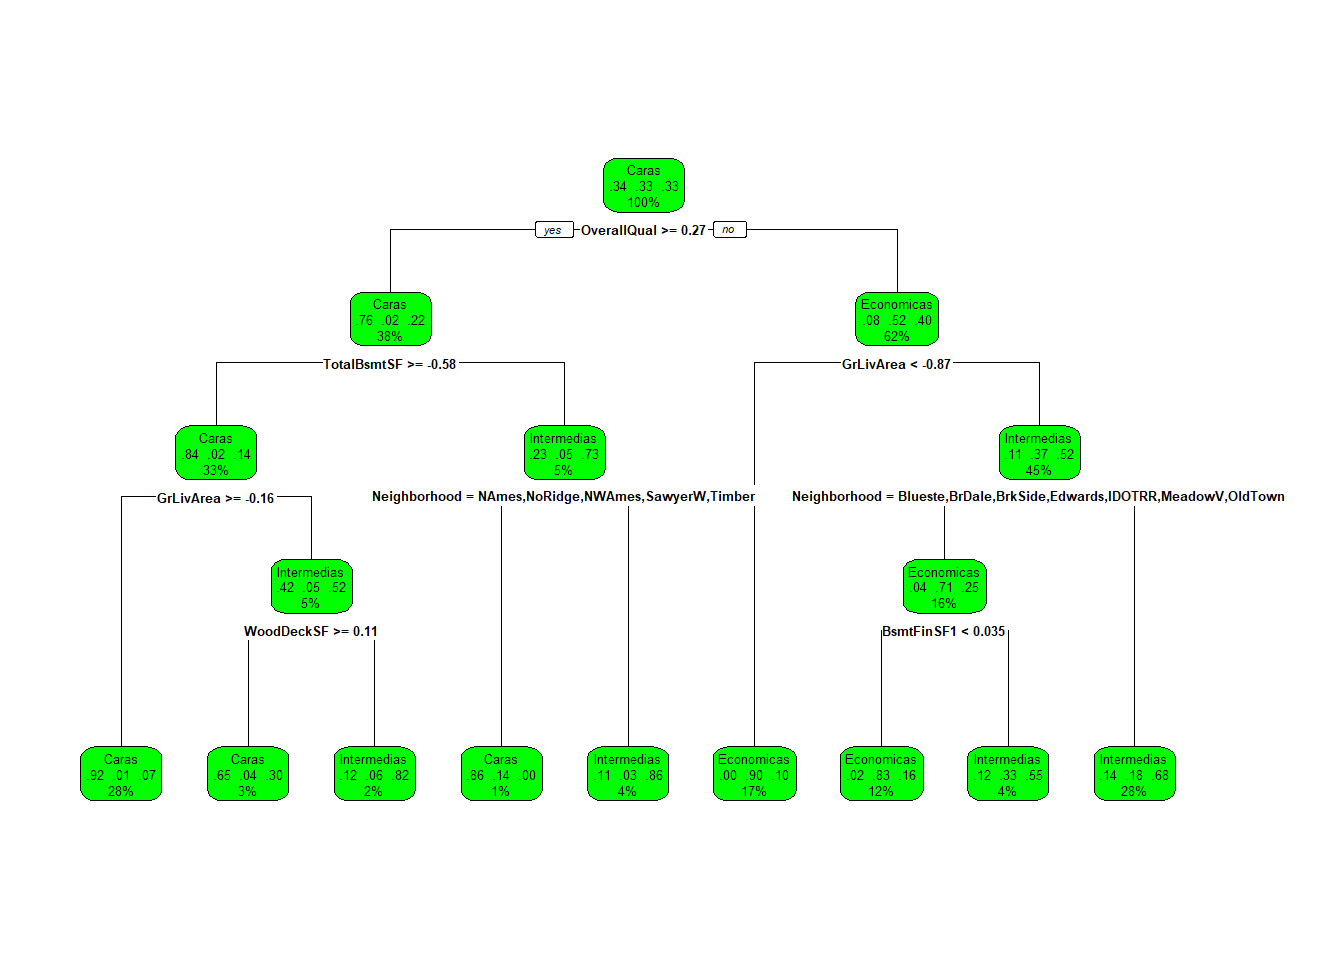 Caras
.34 .33 .33
100%
yes
OverallQual >= 0.27
no
Caras
.76 .02 .22
38%
Economicas
.08 .52 .40
62%
TotalBsmtSF >= -0.58
GrLivArea < -0.87
Caras
.84 .02 .14
33%
Intermedias
.23 .05 .73
5%
Intermedias
.11 .37 .52
45%
GrLivArea >= -0.16
Neighborhood = NAmes,NoRidge,NWAmes,SawyerW,Timber
Neighborhood = Blueste,BrDale,BrkSide,Edwards,IDOTRR,MeadowV,OldTown
Intermedias
.42 .05 .52
5%
Economicas
.04 .71 .25
16%
WoodDeckSF >= 0.11
BsmtFinSF1 < 0.035
Caras
.92 .01 .07
28%
Caras
.65 .04 .30
3%
Intermedias
.12 .06 .82
2%
Caras
.86 .14 .00
1%
Intermedias
.11 .03 .86
4%
Economicas
.00 .90 .10
17%
Economicas
.02 .83 .16
12%
Intermedias
.12 .33 .55
4%
Intermedias
.14 .18 .68
28%